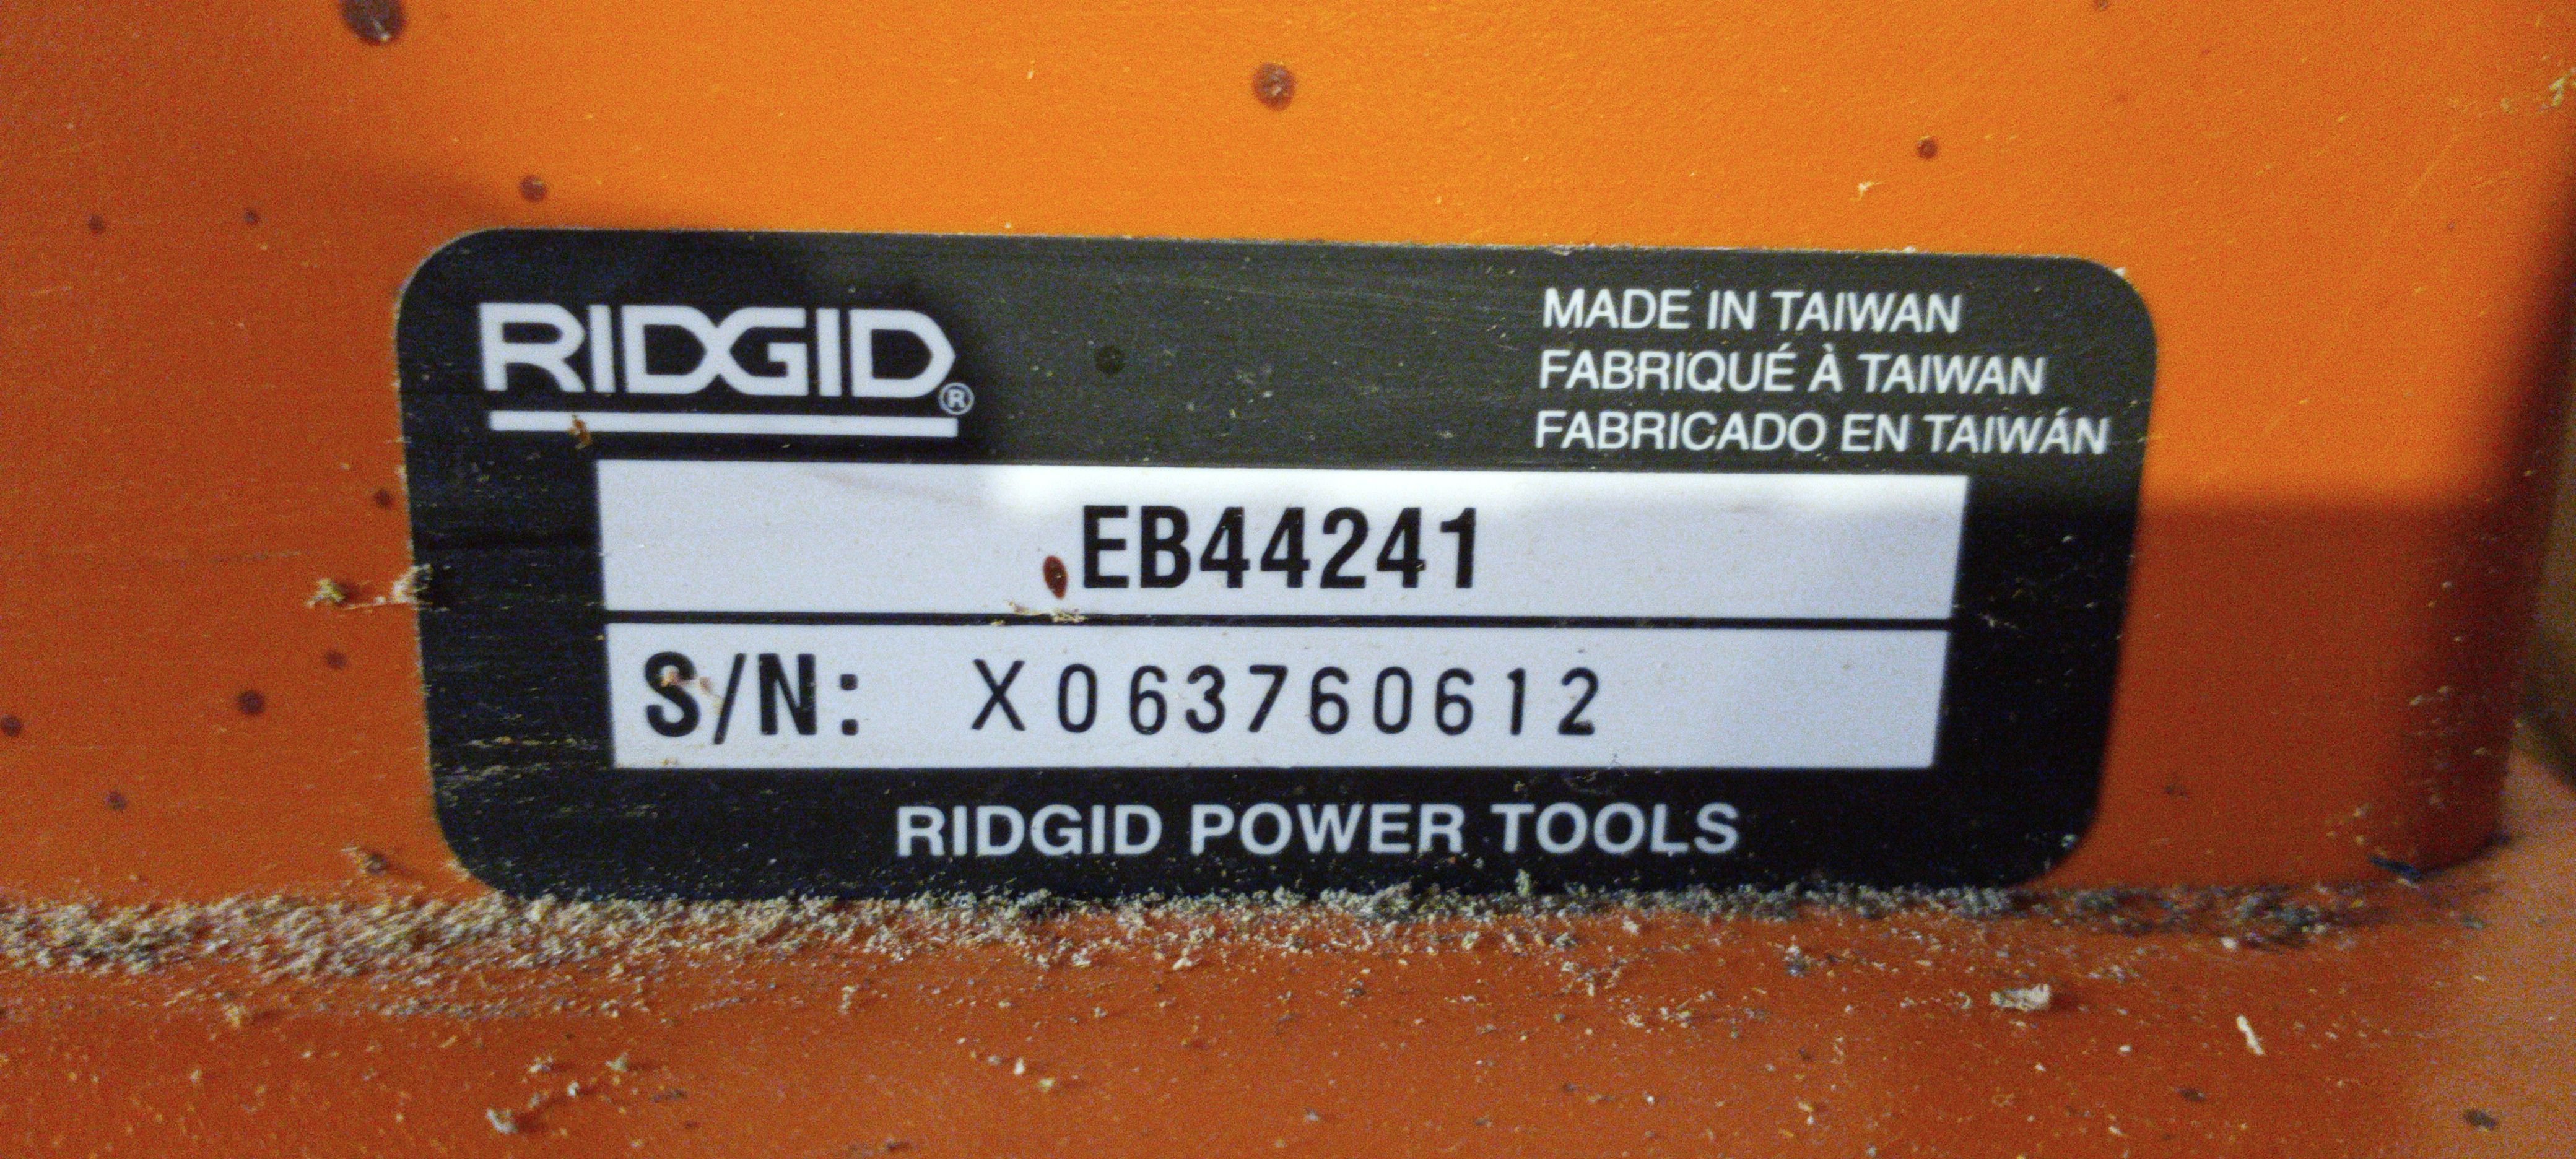 RIDGID®
MADE IN TAIWAN
FABRIQUÉ À TAIWAN
FABRICADO EN TAIWÁN
EB44241
S/N: X063760612
RIDGID POWER TOOLS